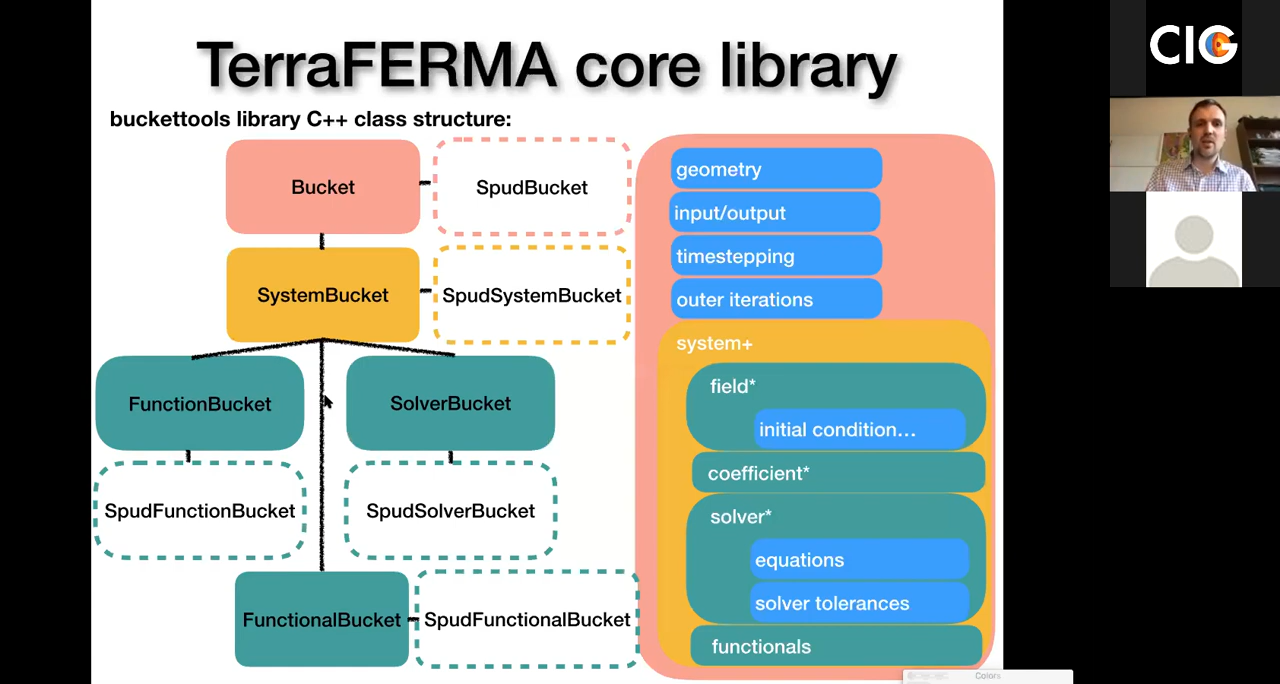 TerraFERMA core library
CIG
buckettools library C++ class structure:
Bucket
SpudBucket
SystemBucket
SpudSystemBucket
FunctionBucket
SolverBucket
SpudFunctionBucket
SpudSolverBucket
FunctionalBucket
SpudFunctionalBucket
geometry
input/output
timestepping
outer iterations
system+
field*
initial condition...
coefficient*
solver*
equations
solver tolerances
functionals
Colors